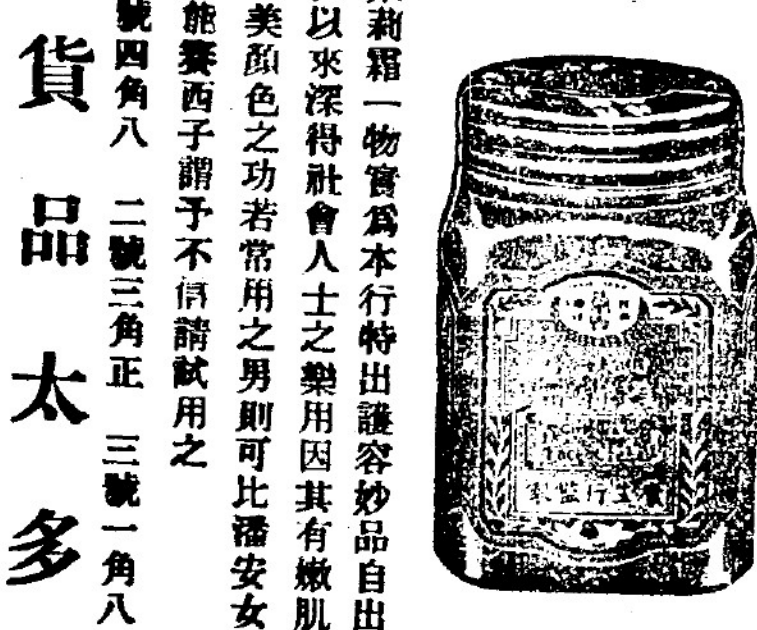 莉霜一物實爲本行特出護容妙品自出
以來深得社會人士之樂用因其有嫩肌
美顏色之功若常用之男則可比潘安女
能賽西子謂予不信請試用之
號四角八 二號三角正 三號一角八
貨品太多
行監製